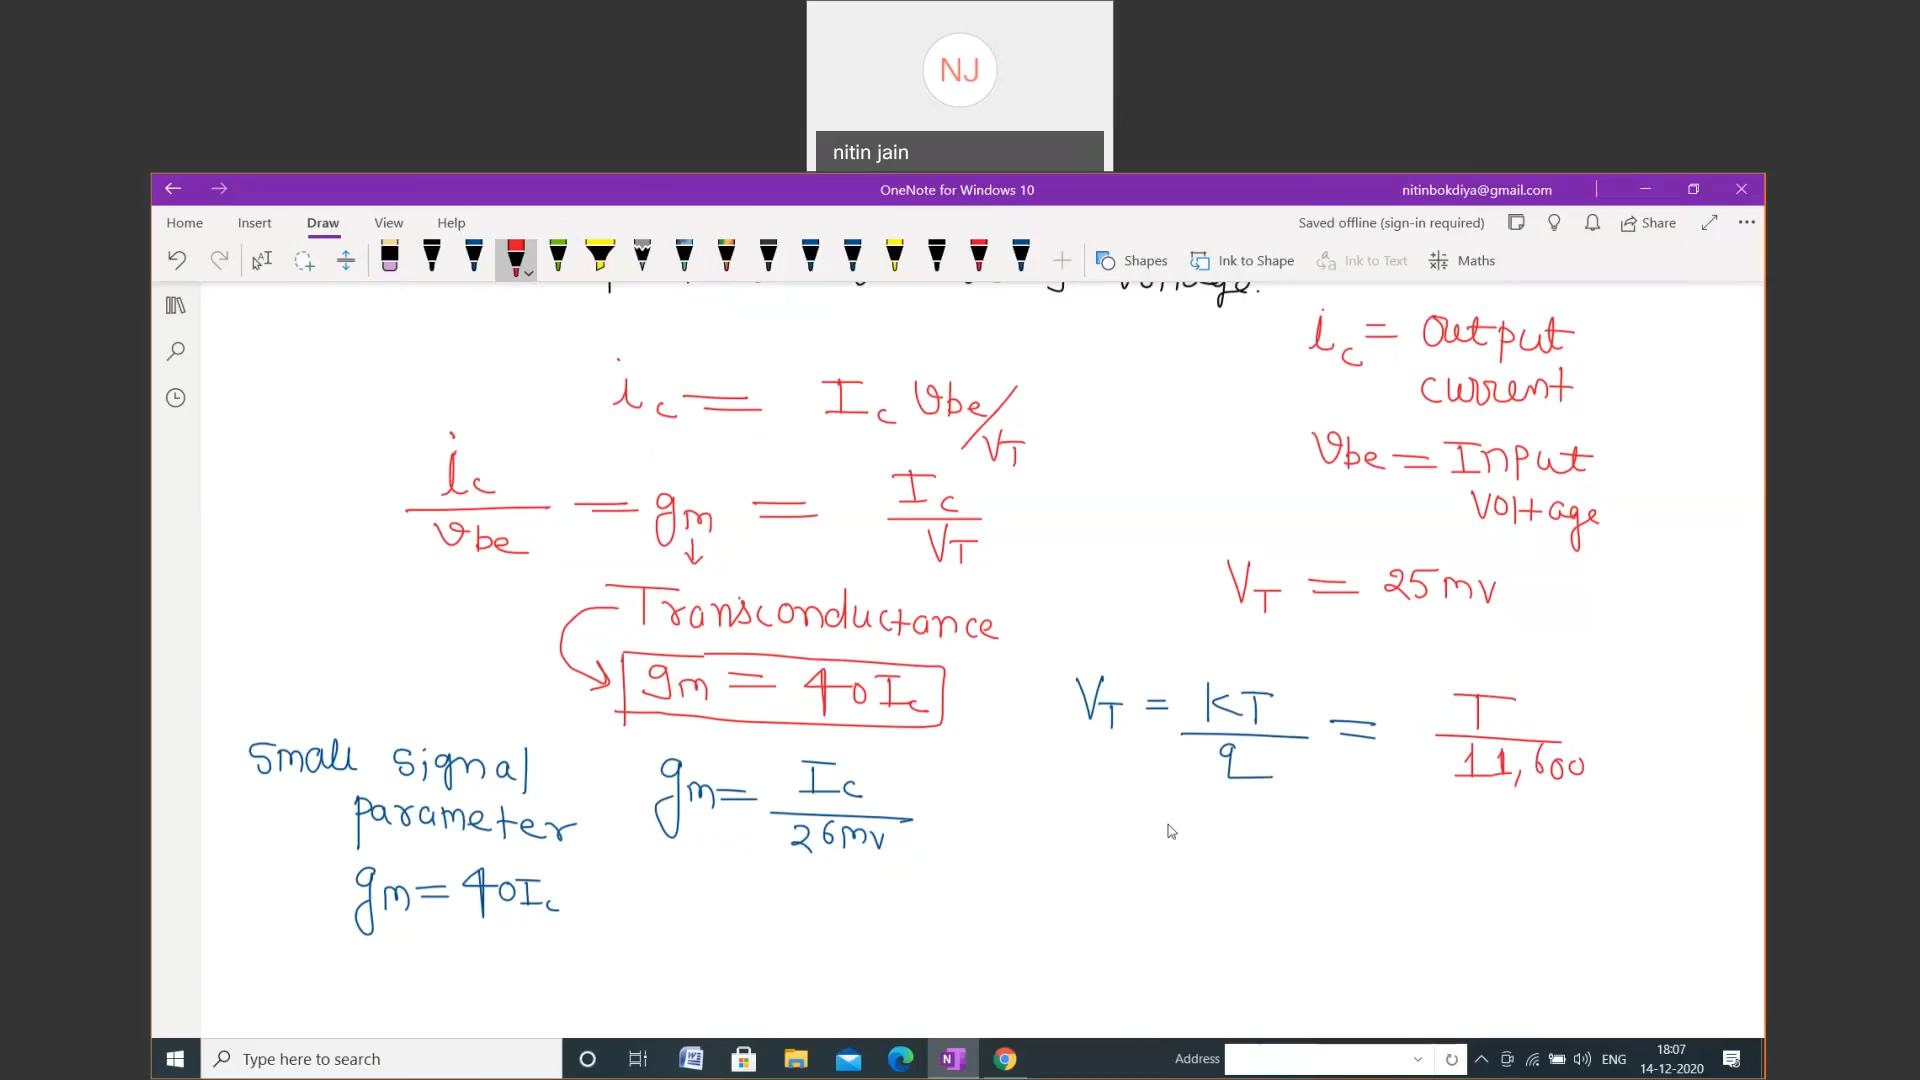 NJ
nitin jain
OneNote for Windows 10
nitinbokdiya@gmail.com
Home Insert Draw View Help
Saved offline (sign-in required)
Share
Shapes
Ink to Shape
Ink to Text
Maths
voltage.
ic = output
current
ic = Ic vbe/VT
vbe = Input
voltage
ic/vbe = gm = Ic/VT
VT = 25mv
Transconductance
gm = 40Ic
VT = KT/q = T/11,600
Small signal
parameter
gm = Ic/26mv
gm = 40Ic
Type here to search
Address
ENG
18:07
14-12-2020